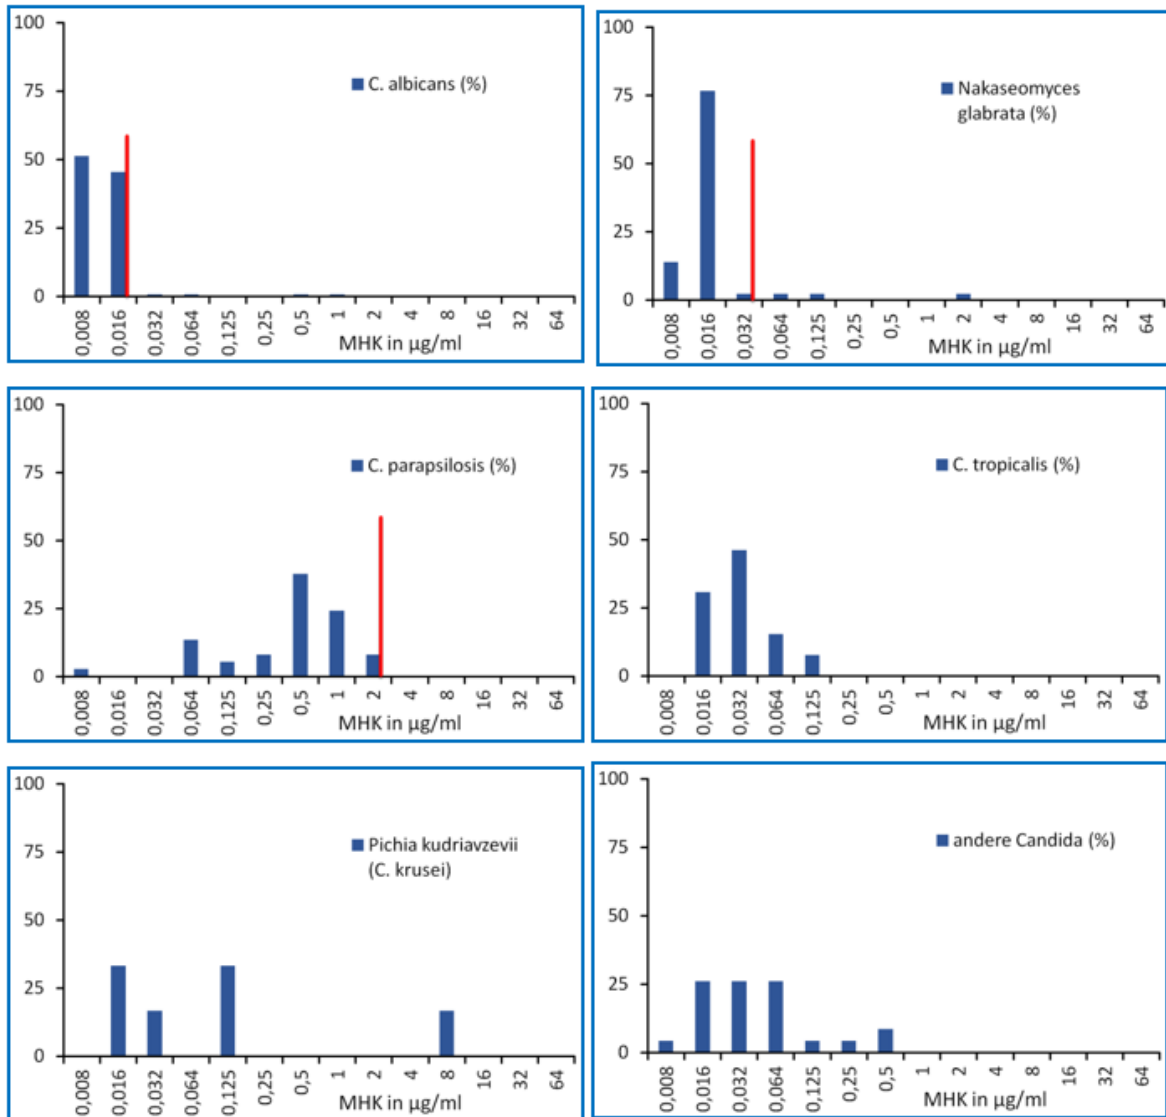 100
75
50
25
0
C. albicans (%)
0,008 0,016 0,032 0,064 0,125 0,25 0,5 1 2 4 8 16 32 64
MHK in µg/ml
100
75
50
25
0
Nakaseomyces
glabrata (%)
0,008 0,016 0,032 0,064 0,125 0,25 0,5 1 2 8 16 32 64
MHK in µg/ml
100
75
50
25
0
C. parapsilosis (%)
0,008 0,016 0,032 0,064 0,125 0,25 0,5 1 2 4 8 16 32 64
MHK in µg/ml
100
75
50
25
0
C. tropicalis (%)
0,008 0,016 0,032 0,064 0,125 0,25 0,5 1 2 4 8 16 32 64
MHK in µg/ml
100
75
50
25
0
Pichia kudriavzevii
(C. krusei)
0,008 0,016 0,032 0,064 0,125 0,25 0,5 1 2 4 8 16 32 64
MHK in µg/ml
100
75
50
25
0
andere Candida (%)
0,008 0,016 0,032 0,064 0,125 0,25 0,5 1 2 4 8 16 32 64
MHK in µg/ml